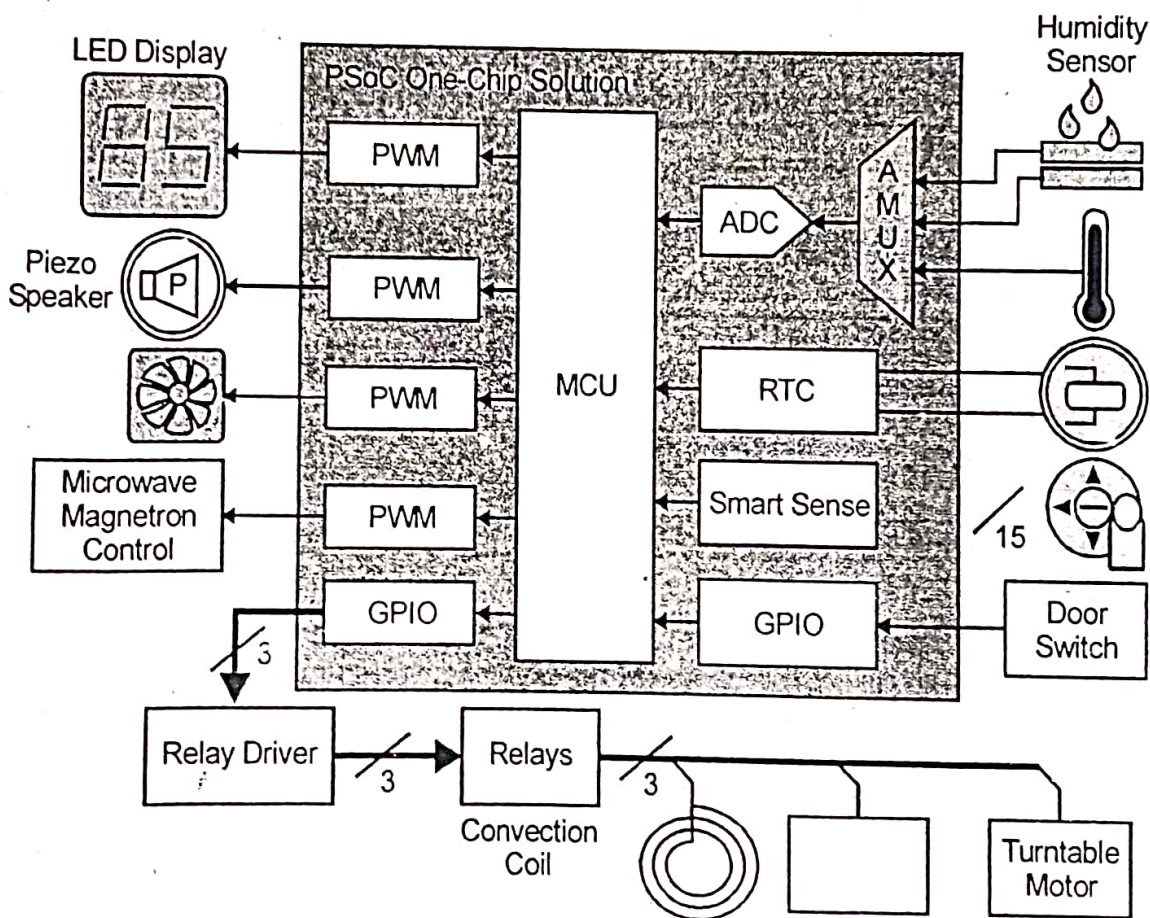 LED Display
85
Piezo
Speaker
P
Microwave
Magnetron
Control
PSoC One-Chip Solution
PWM
PWM
PWM
PWM
GPIO
MCU
ADC
A
M
U
X
RTC
Smart Sense
GPIO
Humidity
Sensor
15
Door
Switch
3
Relay Driver
3
Relays
3
Convection
Coil
Turntable
Motor